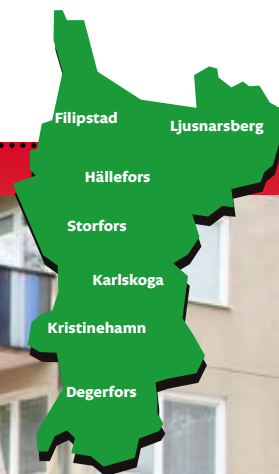 Filipstad
Ljusnarsberg
Hällefors
Storfors
Karlskoga
Kristinehamn
Degerfors